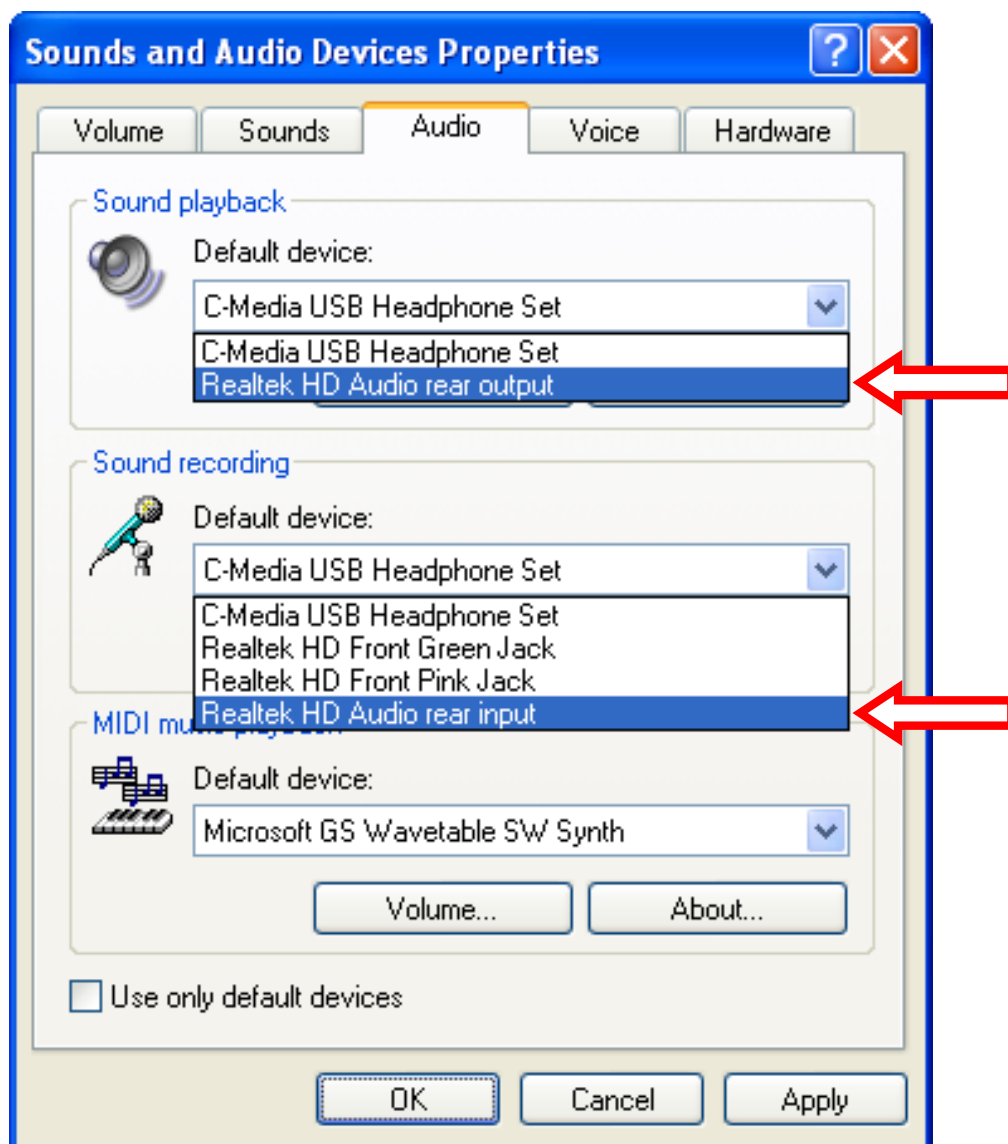 Sounds and Audio Devices Properties
Volume Sounds Audio Voice Hardware
Sound playback
Default device:
C-Media USB Headphone Set
C-Media USB Headphone Set
Realtek HD Audio rear output
Sound recording
Default device:
C-Media USB Headphone Set
C-Media USB Headphone Set
Realtek HD Front Green Jack
Realtek HD Front Pink Jack
Realtek HD Audio rear input
MIDI music playback
Default device:
Microsoft GS Wavetable SW Synth
Volume... About...
Use only default devices
OK Cancel Apply